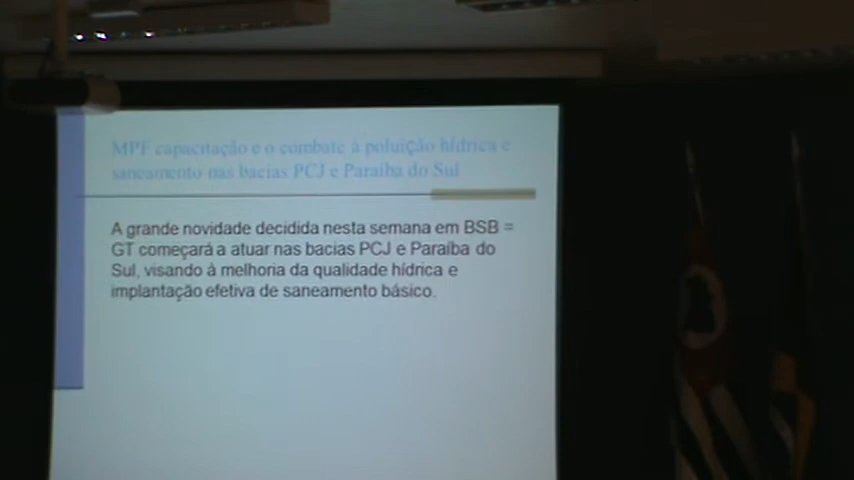 MPF capacitação e o combate à poluição hídrica e
saneamento nas bacias PCJ e Paraiba do Sul
A grande novidade decidida nesta semana em BSB =
GT começará a atuar nas bacias PCJ e Paraíba do
Sul, visando à melhoria da qualidade hídrica e
implantação efetiva de saneamento básico.